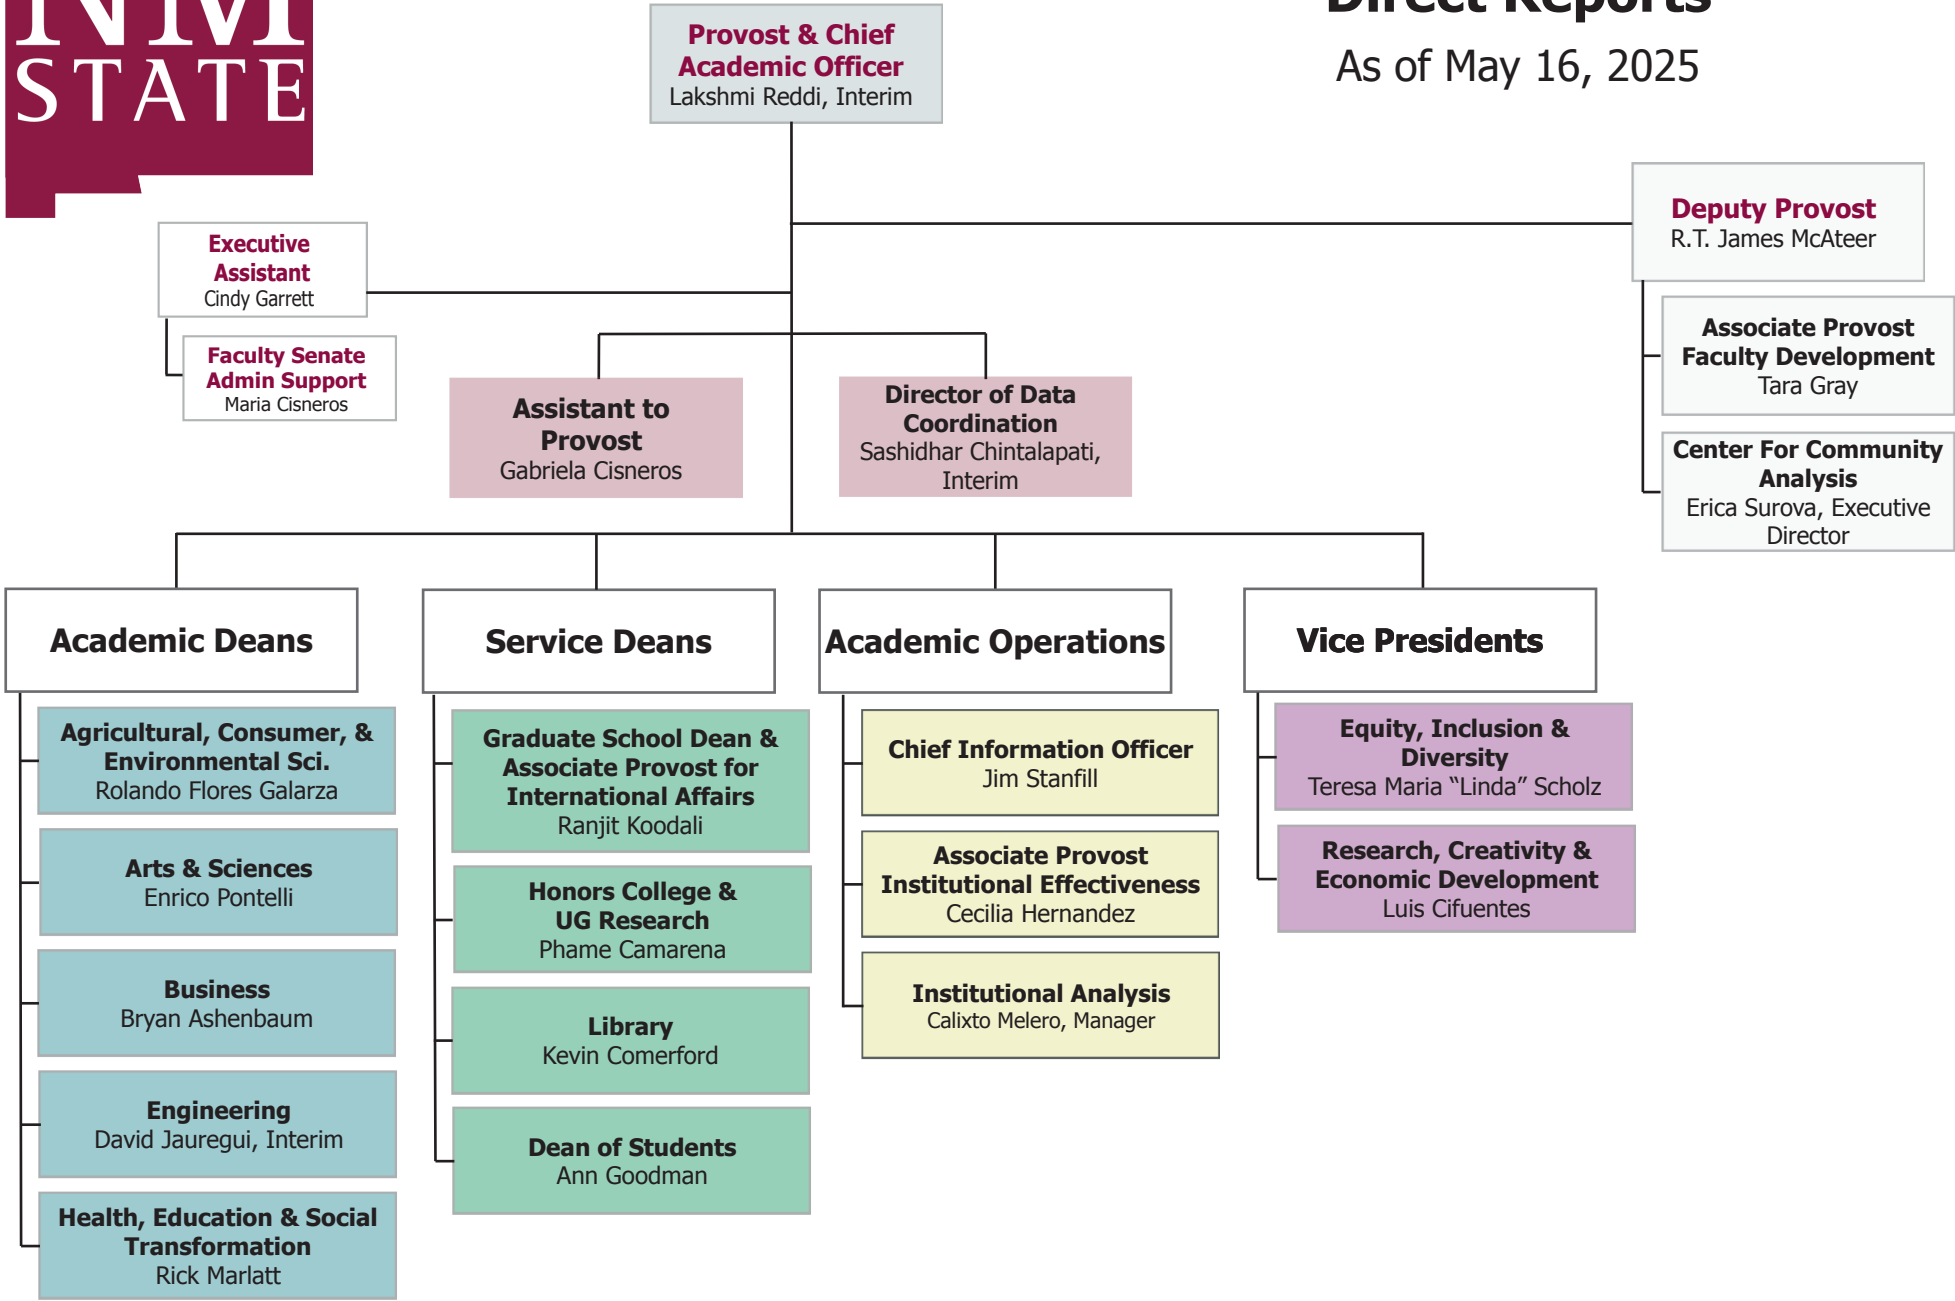 NM
STATE
Direct Reports
As of May 16, 2025
Provost & Chief
Academic Officer
Lakshmi Reddi, Interim
Deputy Provost
R.T. James McAteer
Associate Provost
Faculty Development
Tara Gray
Center For Community
Analysis
Erica Surova, Executive
Director
Executive
Assistant
Cindy Garrett
Faculty Senate
Admin Support
Maria Cisneros
Assistant to
Provost
Gabriela Cisneros
Director of Data
Coordination
Sashidhar Chintalapati,
Interim
Academic Deans
Agricultural, Consumer, &
Environmental Sci.
Rolando Flores Galarza
Arts & Sciences
Enrico Pontelli
Business
Bryan Ashenbaum
Engineering
David Jauregui, Interim
Health, Education & Social
Transformation
Rick Marlatt
Service Deans
Graduate School Dean &
Associate Provost for
International Affairs
Ranjit Koodali
Honors College &
UG Research
Phame Camarena
Library
Kevin Comerford
Dean of Students
Ann Goodman
Academic Operations
Chief Information Officer
Jim Stanfill
Associate Provost
Institutional Effectiveness
Cecilia Hernandez
Institutional Analysis
Calixto Melero, Manager
Vice Presidents
Equity, Inclusion &
Diversity
Teresa Maria “Linda” Scholz
Research, Creativity &
Economic Development
Luis Cifuentes